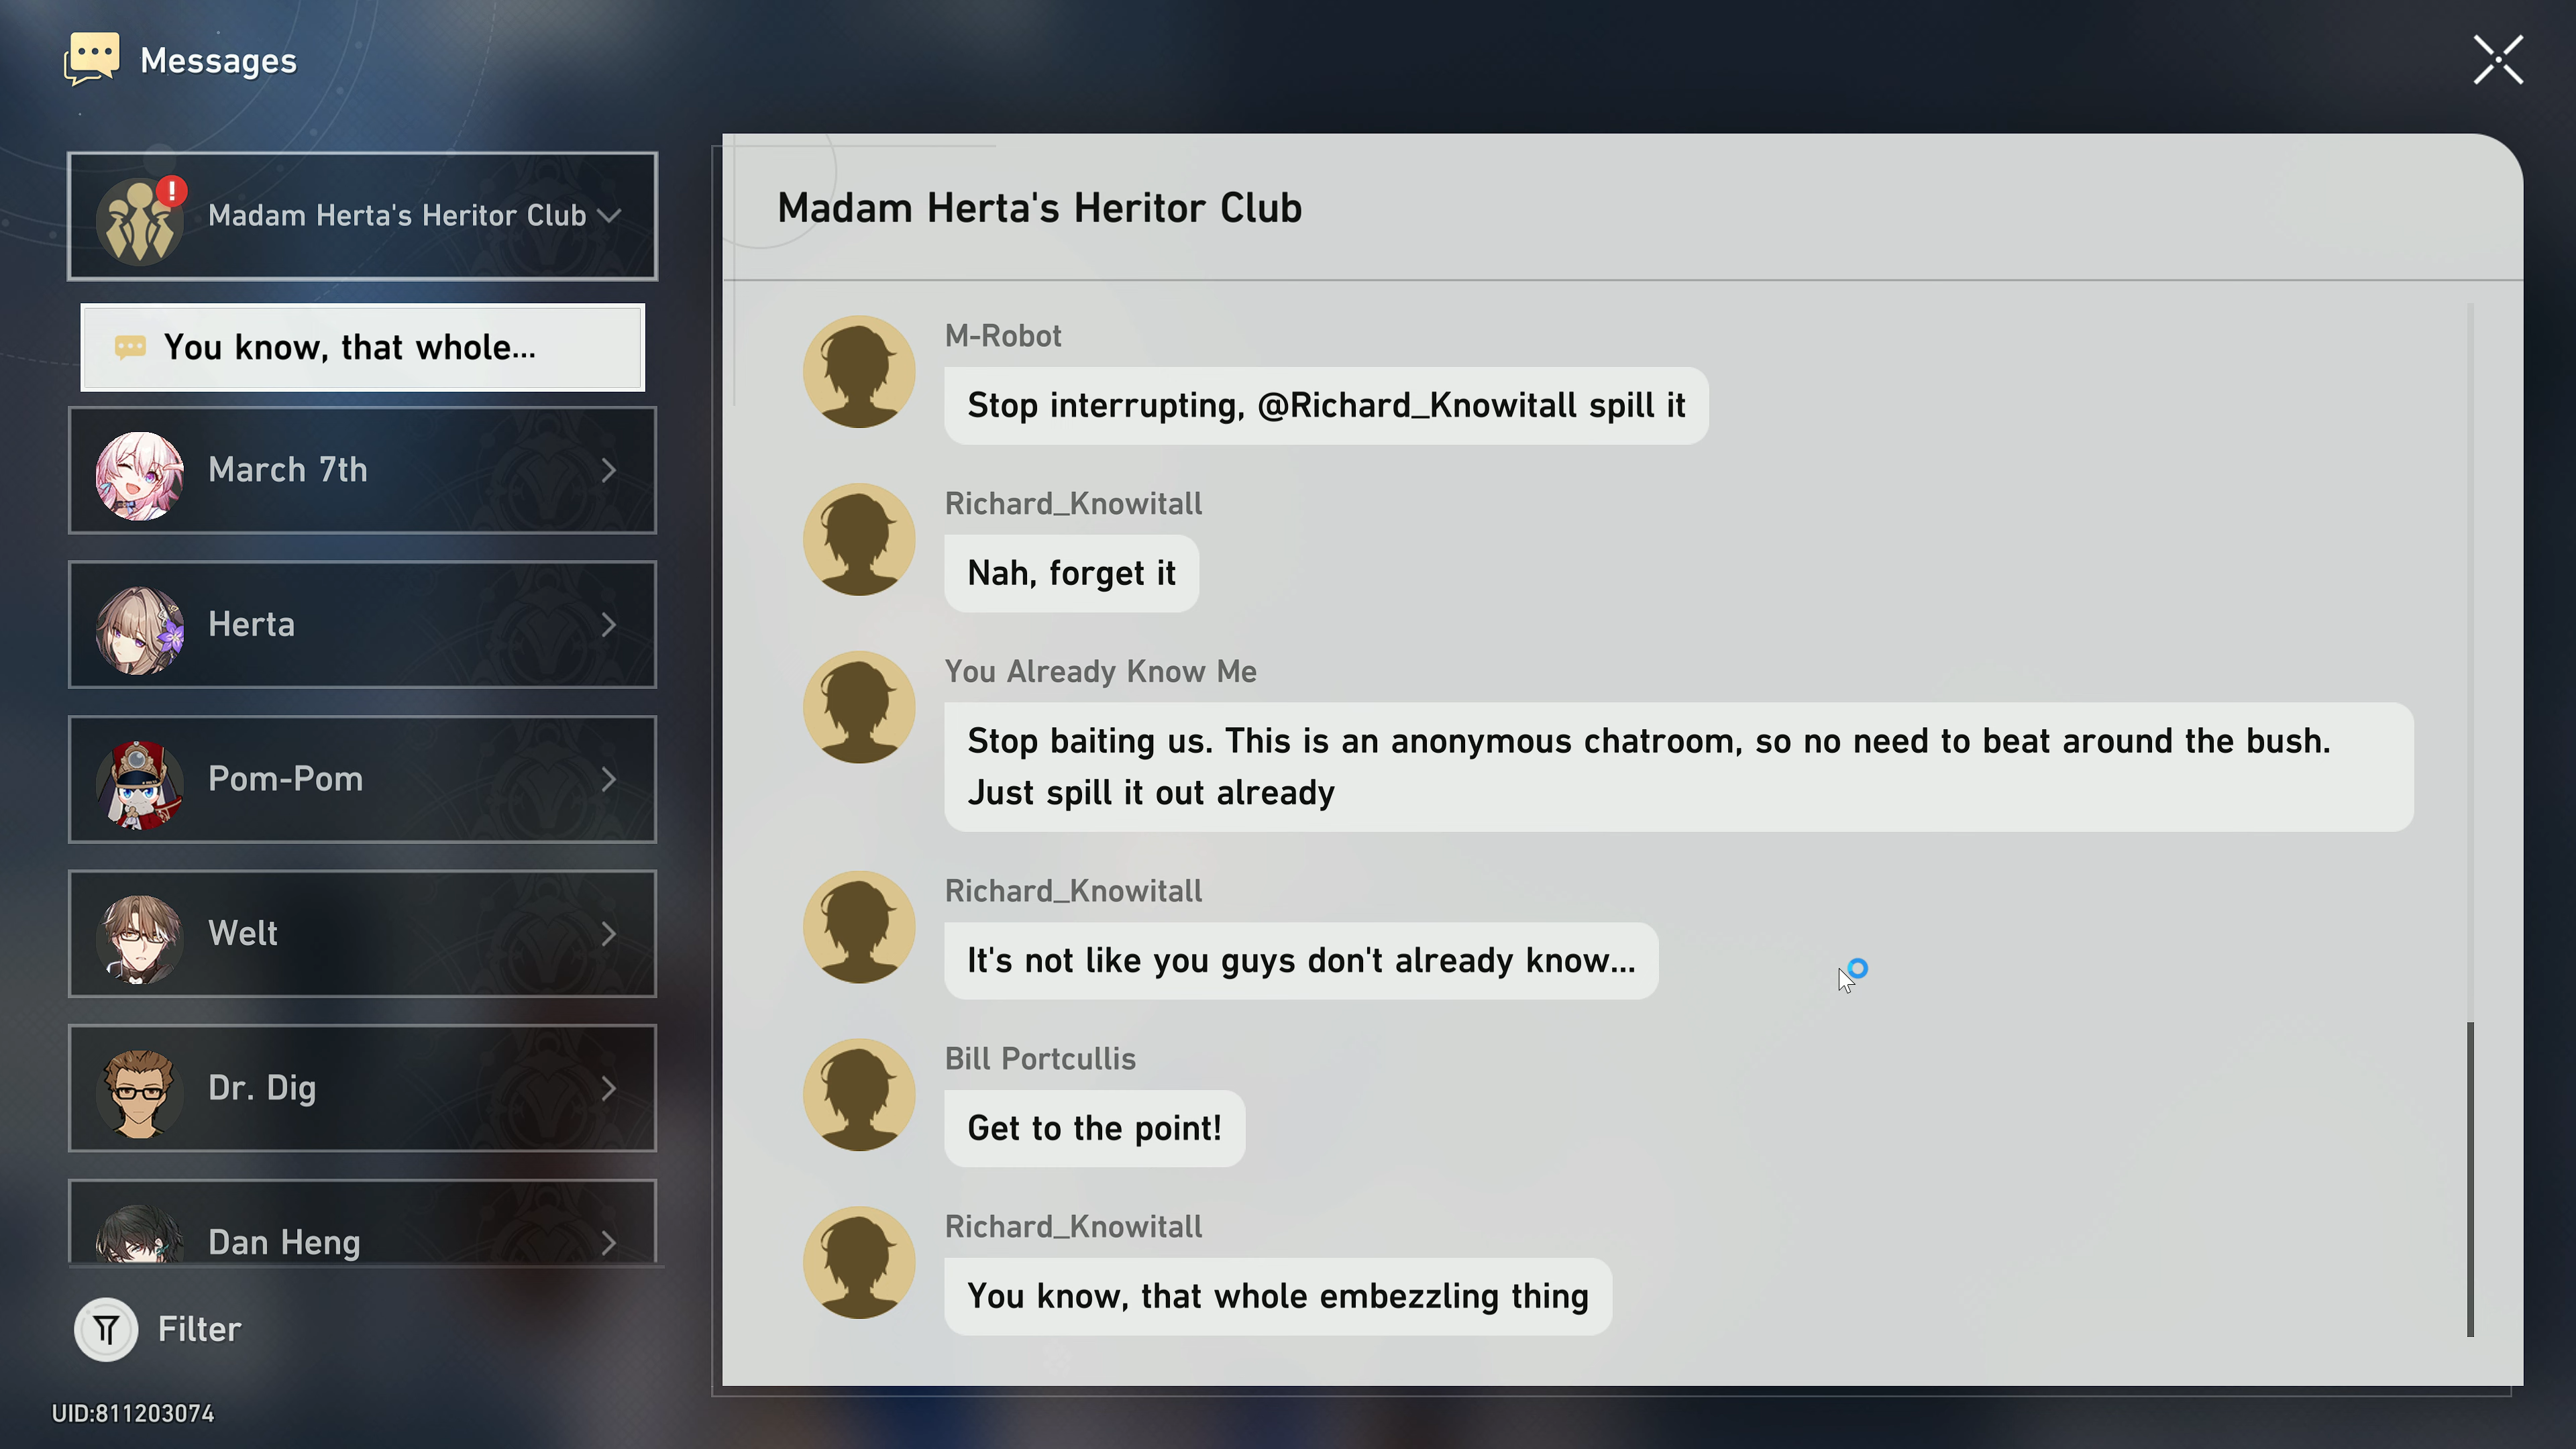 Messages
!
Madam Herta's Heritor Club
You know, that whole...
March 7th
Herta
Pom-Pom
Welt
Dr. Dig
Dan Heng
Filter
UID:811203074
Madam Herta's Heritor Club
M-Robot
Stop interrupting, @Richard_Knowitall spill it
Richard_Knowitall
Nah, forget it
You Already Know Me
Stop baiting us. This is an anonymous chatroom, so no need to beat around the bush.
Just spill it out already
Richard_Knowitall
It's not like you guys don't already know...
Bill Portcullis
Get to the point!
Richard_Knowitall
You know, that whole embezzling thing